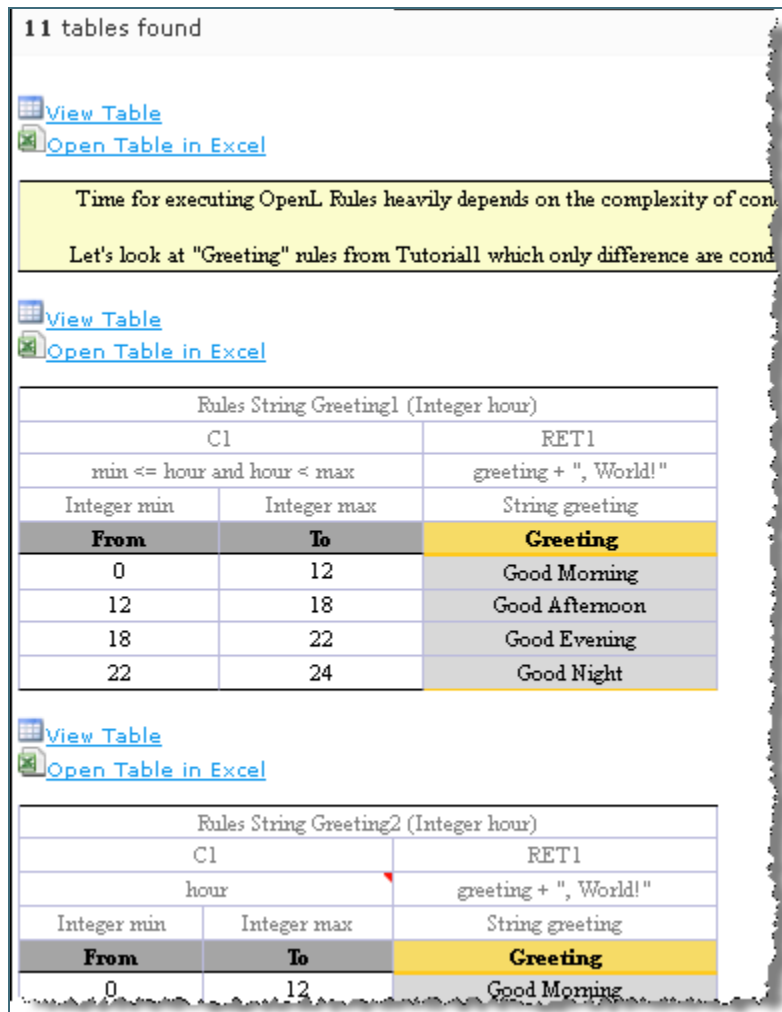 11 tables found
View Table
Open Table in Excel
Time for executing OpenL Rules heavily depends on the complexity of
Let's look at "Greeting" rules from Tutorial1 which only difference are
View Table
Open Table in Excel
Rules String Greeting1 (Integer hour)
C1 RET1
min <= hour and hour < max greeting + ", World!"
Integer min Integer max String greeting
From To Greeting
0 12 Good Morning
12 18 Good Afternoon
18 22 Good Evening
22 24 Good Night
View Table
Open Table in Excel
Rules String Greeting2 (Integer hour)
C1 RET1
hour greeting + ", World!"
Integer min Integer max String greeting
From To Greeting
0 12 Good Morning